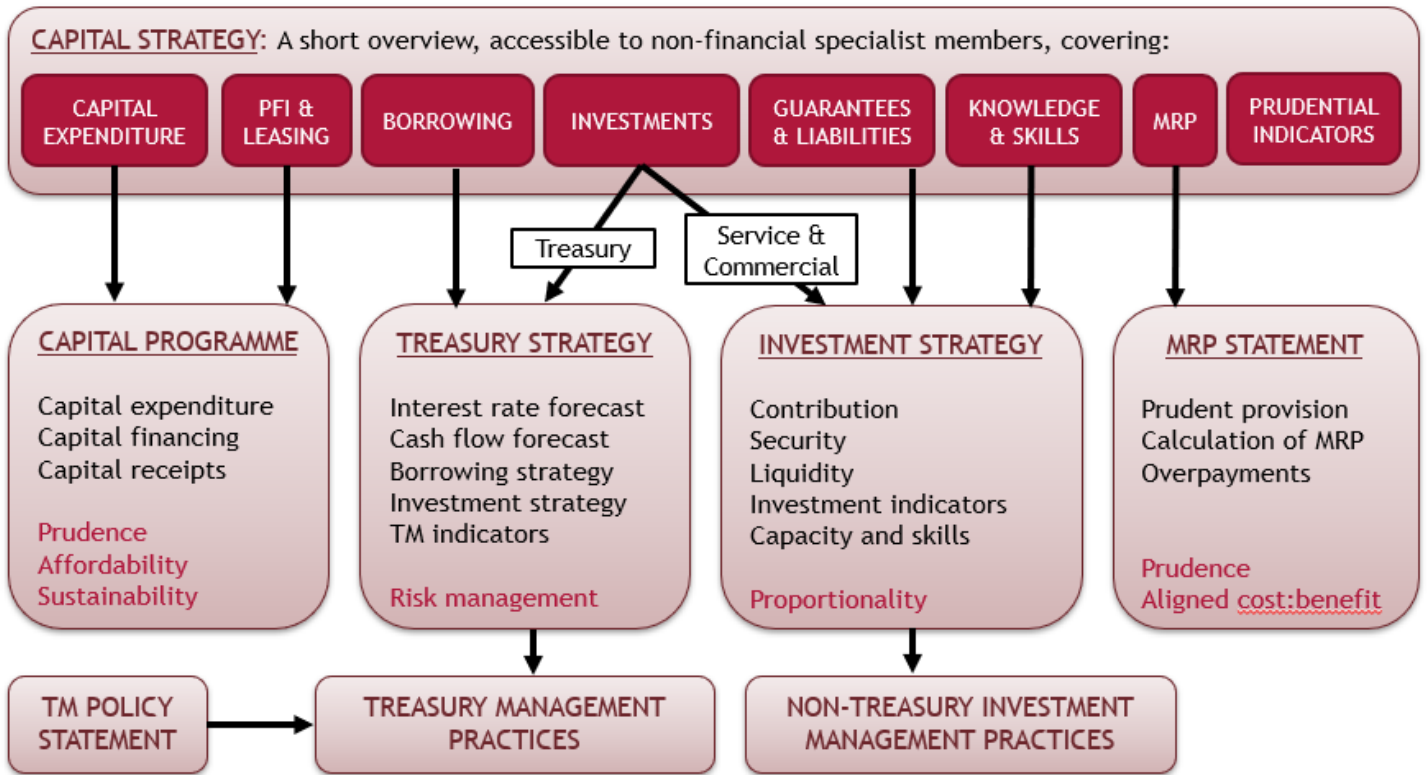 CAPITAL STRATEGY: A short overview, accessible to non-financial specialist members, covering:
CAPITAL
EXPENDITURE
PFI &
LEASING
BORROWING
INVESTMENTS
GUARANTEES
& LIABILITIES
KNOWLEDGE
& SKILLS
MRP
PRUDENTIAL
INDICATORS
Treasury
Service &
Commercial
CAPITAL PROGRAMME
Capital expenditure
Capital financing
Capital receipts
Prudence
Affordability
Sustainability
TREASURY STRATEGY
Interest rate forecast
Cash flow forecast
Borrowing strategy
Investment strategy
TM indicators
Risk management
INVESTMENT STRATEGY
Contribution
Security
Liquidity
Investment indicators
Capacity and skills
Proportionality
MRP STATEMENT
Prudent provision
Calculation of MRP
Overpayments
Prudence
Aligned cost:benefit
TM POLICY
STATEMENT
TREASURY MANAGEMENT
PRACTICES
NON-TREASURY INVESTMENT
MANAGEMENT PRACTICES